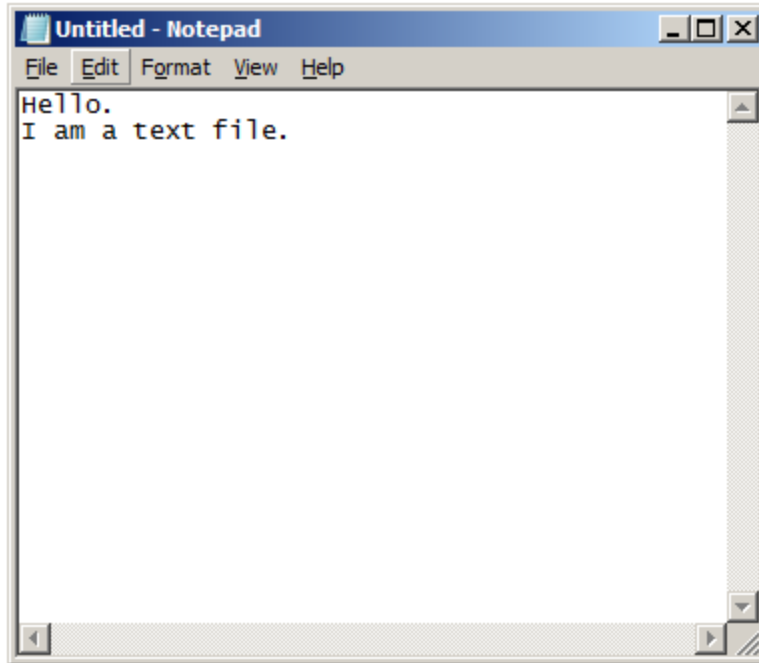 Untitled - Notepad
File Edit Format View Help
Hello.
I am a text file.